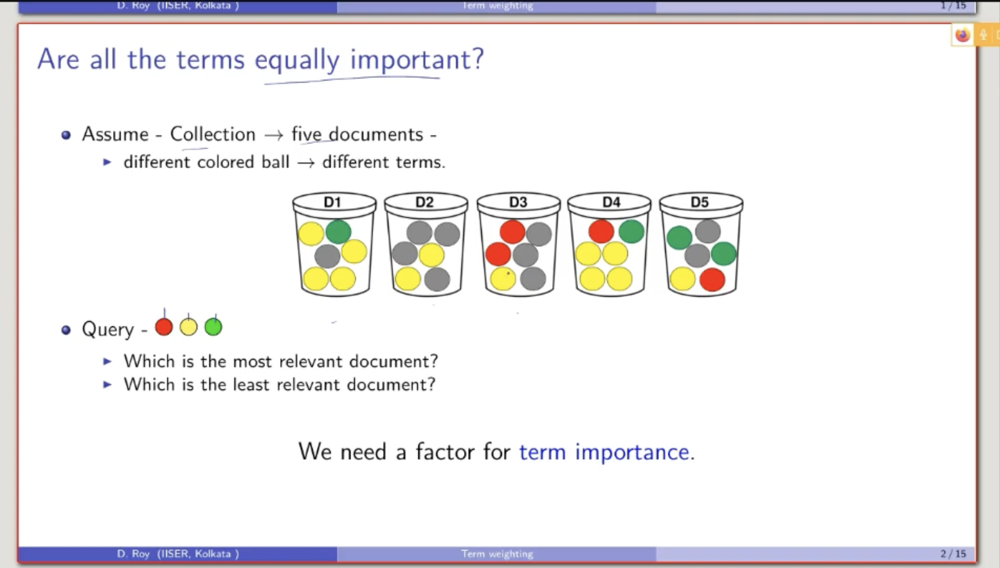 D. Roy (IISER, Kolkata )
Term weighting
1 / 15
Are all the terms equally important?
Assume - Collection → five documents -
different colored ball → different terms.
D1 D2 D3 D4 D5
Query -
Which is the most relevant document?
Which is the least relevant document?
We need a factor for term importance.
D. Roy (IISER, Kolkata )
Term weighting
2 / 15